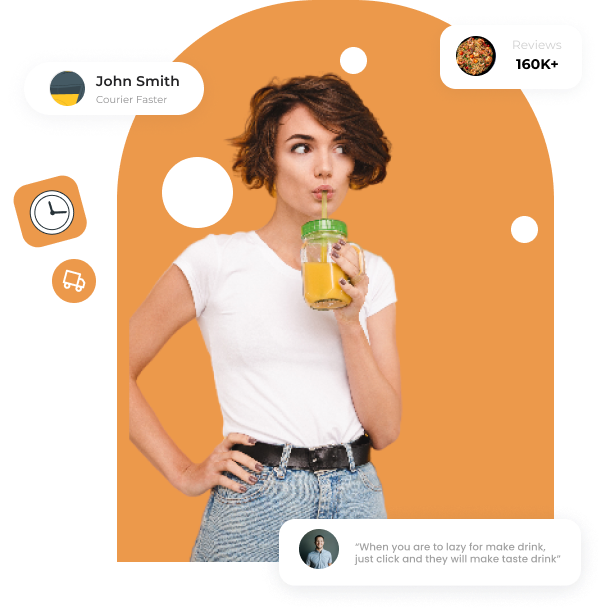 Reviews
160K+
John Smith
Courier Faster
“When you are to lazy for make drink,
just click and they will make taste drink”